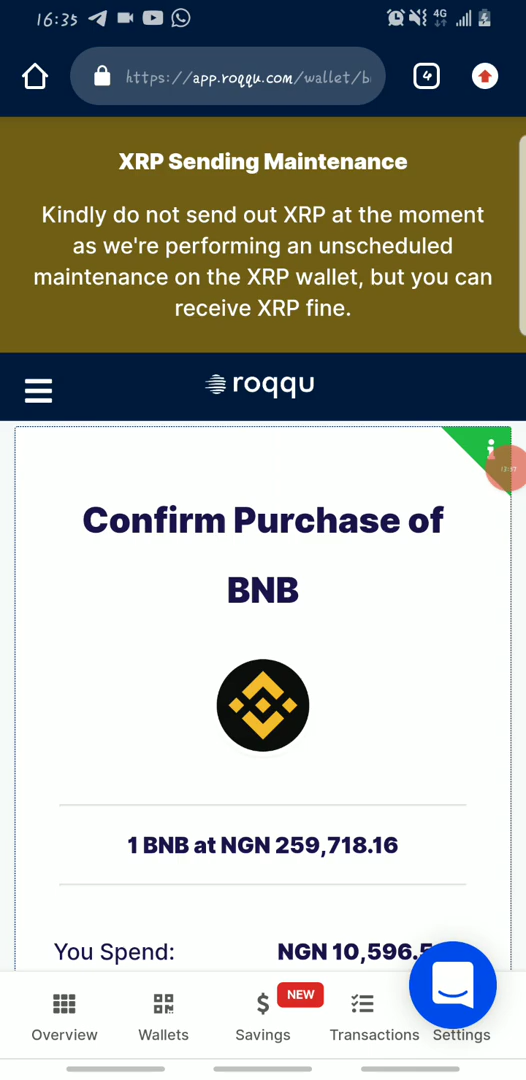 16:35
4G
https://app.roqqu.com/wallet/b
4
XRP Sending Maintenance
Kindly do not send out XRP at the moment
as we're performing an unscheduled
maintenance on the XRP wallet, but you can
receive XRP fine.
roqqu
Confirm Purchase of
BNB
1 BNB at NGN 259,718.16
You Spend:
NGN 10,596.5
NEW
Overview
Wallets
Savings
Transactions
Settings